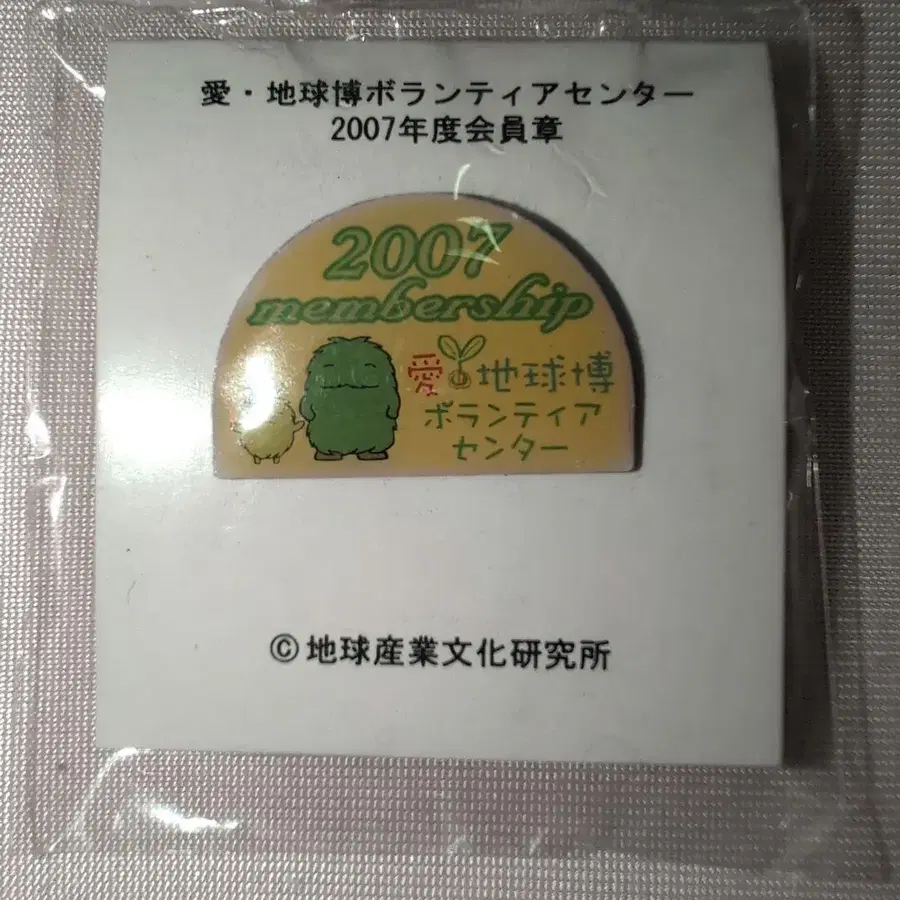 愛・地球博ボランティアセンター
2007年度会員章
2007
membership
愛・地球博
ボランティア
センター
©地球産業文化研究所